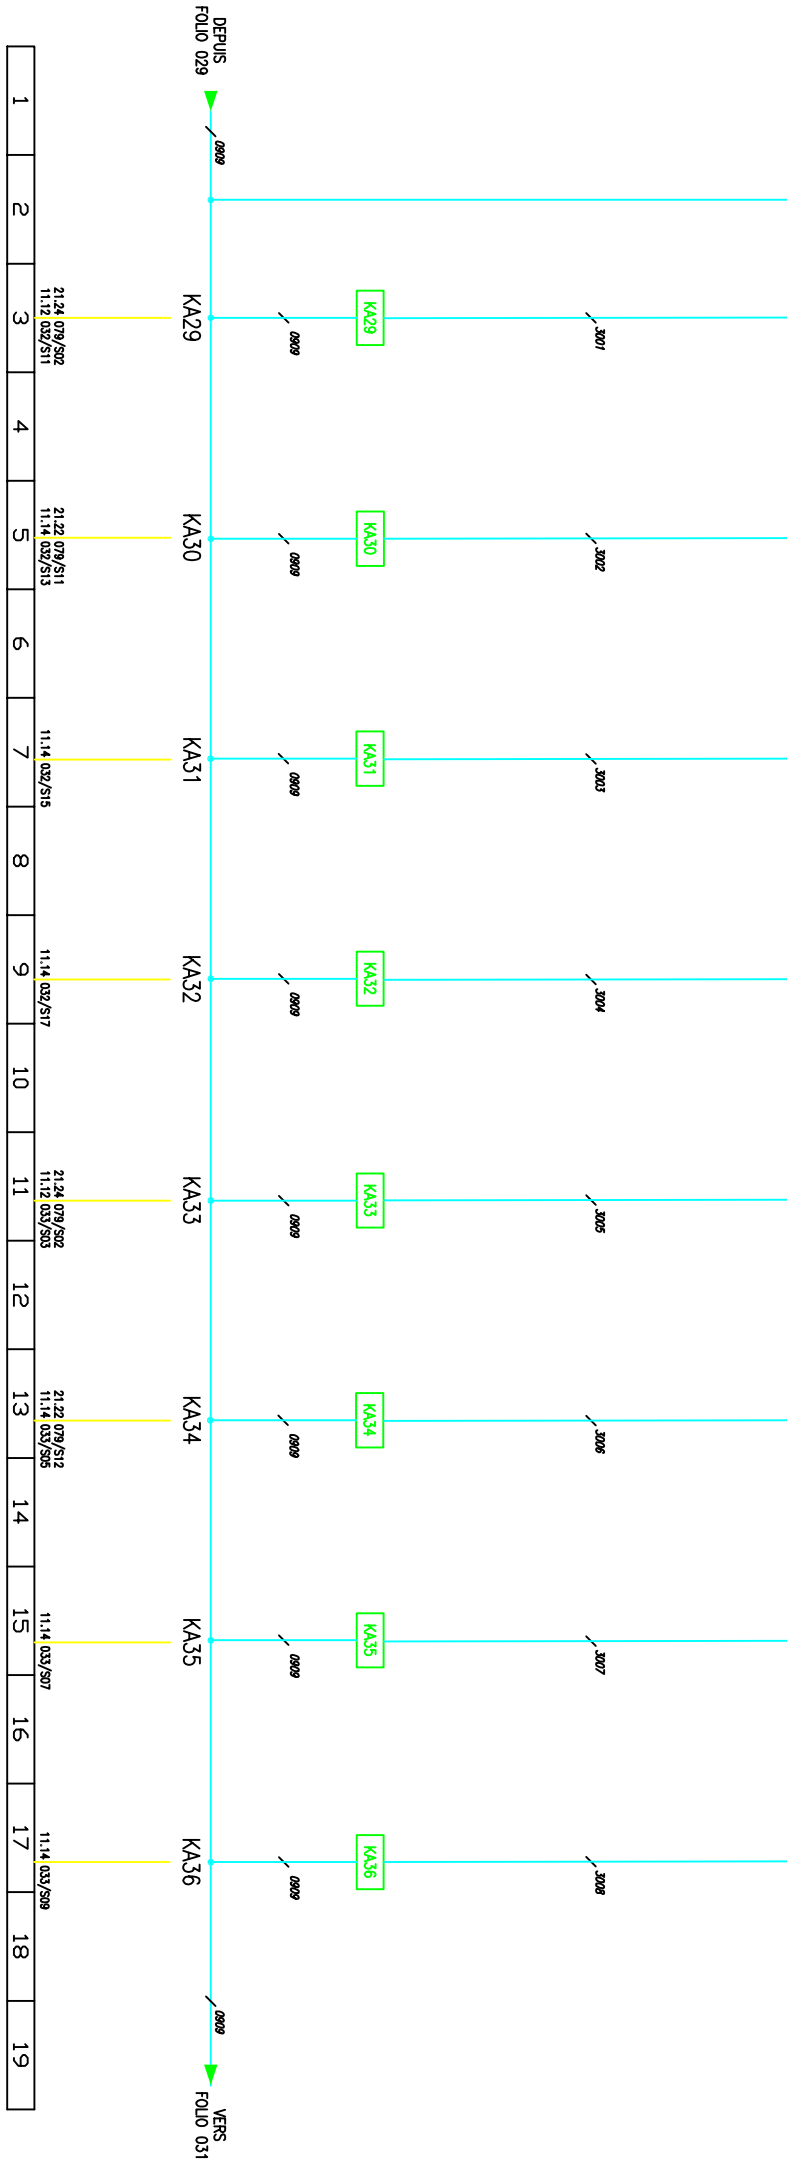 3001
3002
3003
3004
3005
3006
3007
3008
KA29
KA30
KA31
KA32
KA33
KA34
KA35
KA36
0909
0909
0909
0909
0909
0909
0909
0909
DEPUIS
FOLIO 029
0909
0909
VERS
FOLIO 031
KA29
KA30
KA31
KA32
KA33
KA34
KA35
KA36
21.24 079/S02
11.12 032/S11
21.22 079/S11
11.14 032/S13
11.14 032/S15
11.14 032/S17
21.24 079/S02
11.12 033/S03
21.22 079/S12
11.14 033/S05
11.14 033/S07
11.14 033/S09
1 2 3 4 5 6 7 8 9 10 11 12 13 14 15 16 17 18 19